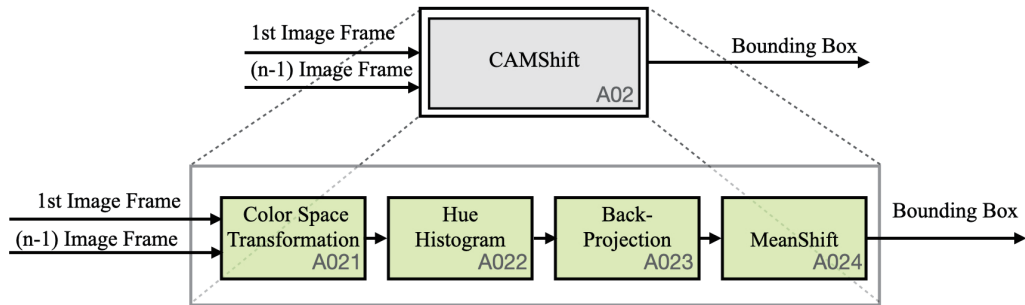 1st Image Frame
(n-1) Image Frame
CAMShift
A02
Bounding Box
1st Image Frame
(n-1) Image Frame
Color Space
Transformation
A021
Hue
Histogram
A022
Back-
Projection
A023
MeanShift
A024
Bounding Box